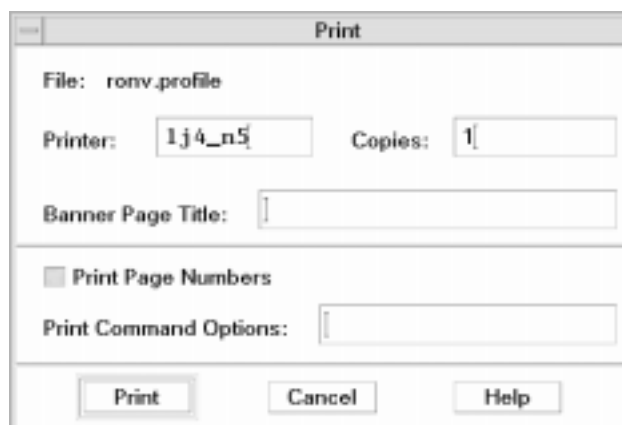 Print
File: ronv.profile
Printer: lj4_n5 Copies: 1
Banner Page Title:
Print Page Numbers
Print Command Options:
Print Cancel Help